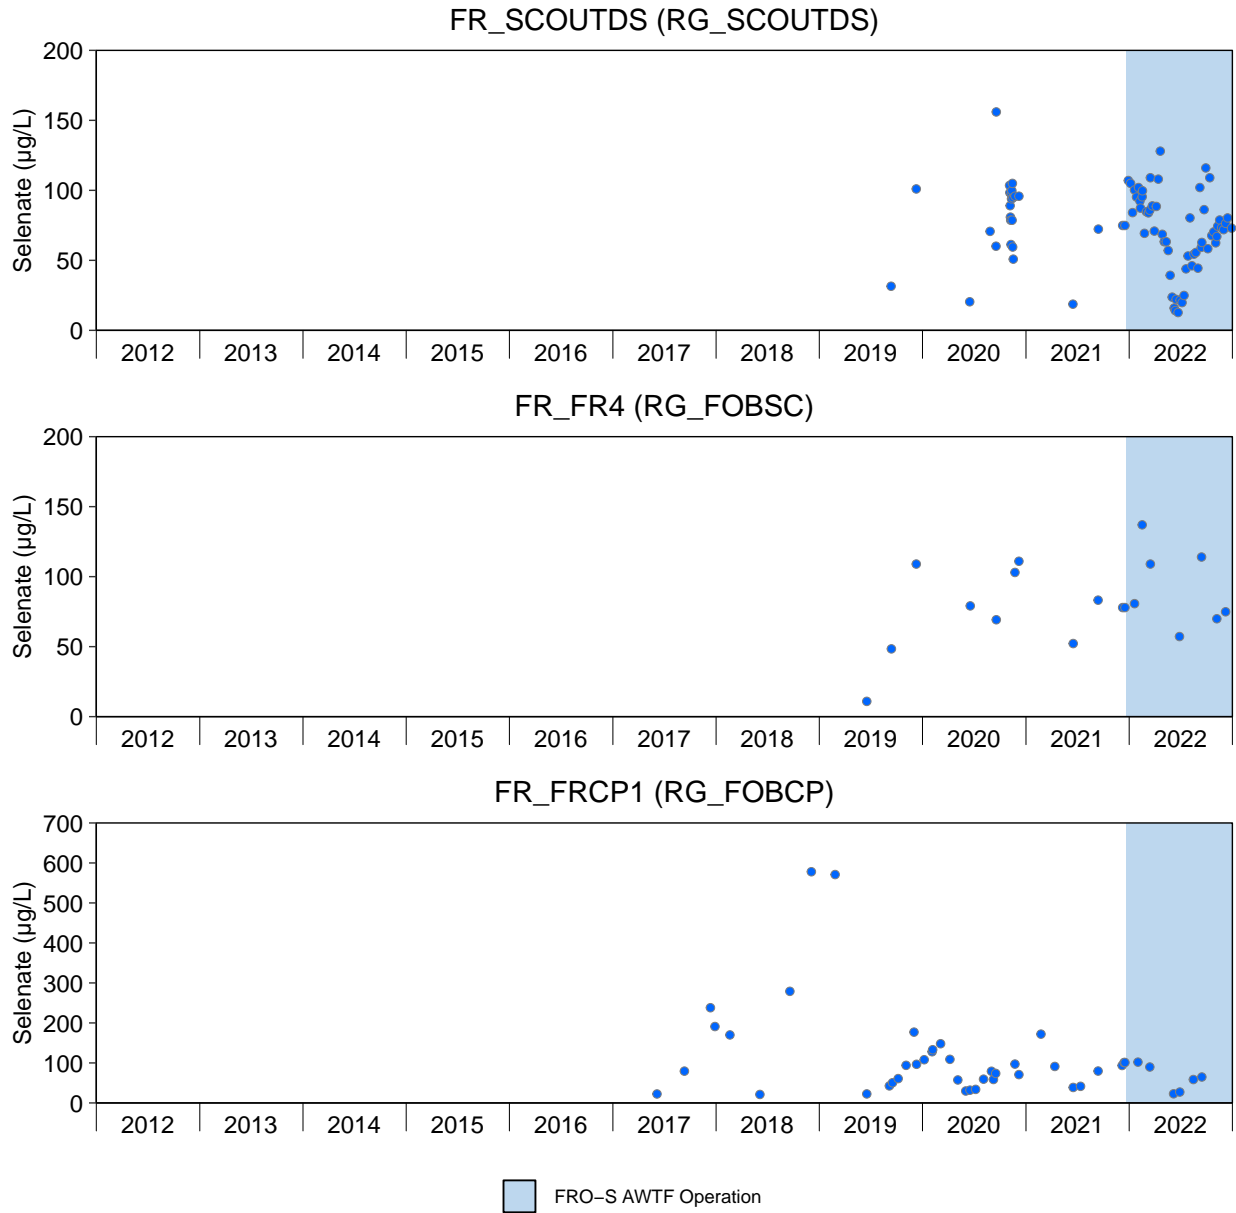 FR_SCOUTDS (RG_SCOUTDS)
Selenate (µg/L)
200
150
100
50
0
2012 2013 2014 2015 2016 2017 2018 2019 2020 2021 2022
FR_FR4 (RG_FOBSC)
Selenate (µg/L)
200
150
100
50
0
2012 2013 2014 2015 2016 2017 2018 2019 2020 2021 2022
FR_FRCP1 (RG_FOBCP)
Selenate (µg/L)
700
600
500
400
300
200
100
0
2012 2013 2014 2015 2016 2017 2018 2019 2020 2021 2022
FRO−S AWTF Operation